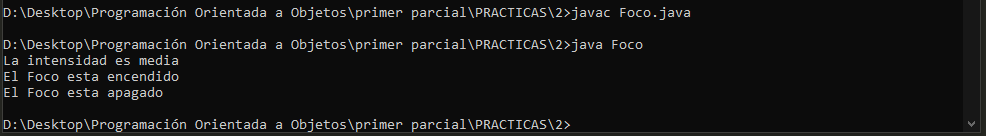 D:\Desktop\Programación Orientada a Objetos\primer parcial\PRACTICAS\2>javac Foco.java
D:\Desktop\Programación Orientada a Objetos\primer parcial\PRACTICAS\2>java Foco
La intensidad es media
El Foco esta encendido
El Foco esta apagado
D:\Desktop\Programación Orientada a Objetos\primer parcial\PRACTICAS\2>